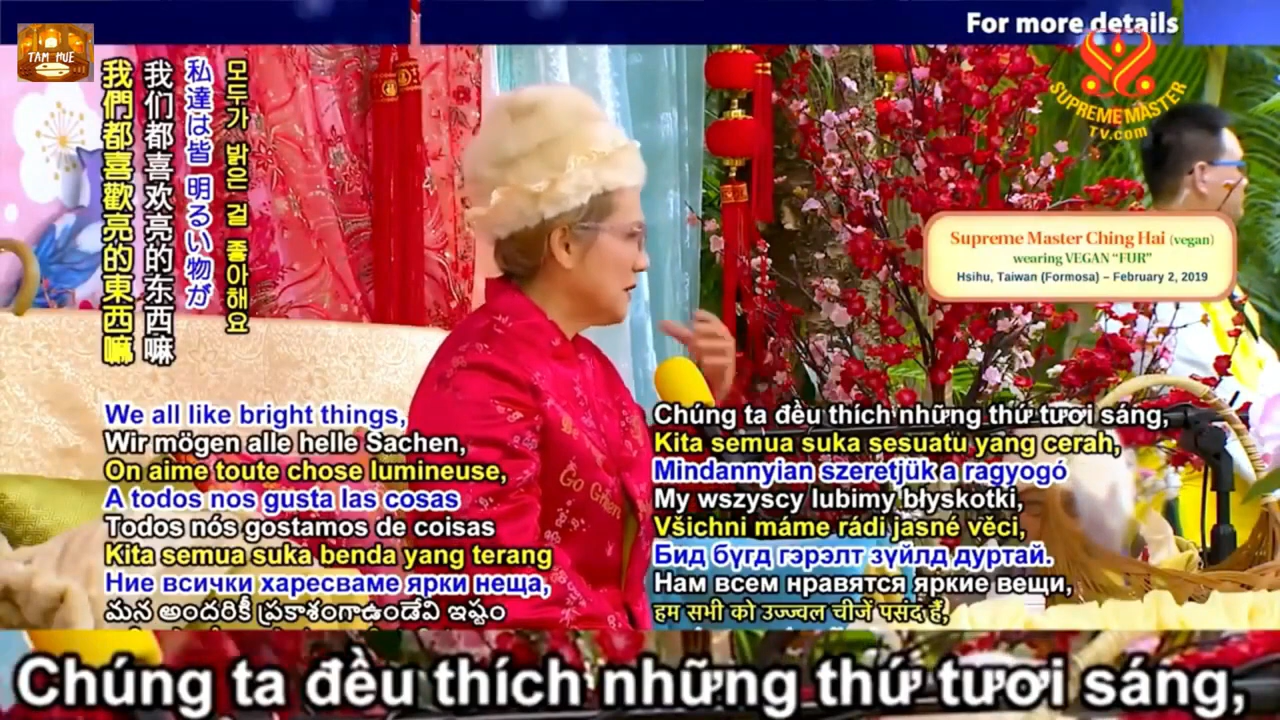 For more details
TAM HUE
SUPREME MASTER
TV.com
모두가 밝은 걸 좋아해요
私達は皆 明るい物が
我们都喜欢亮的东西嘛
我們都喜歡亮的東西嘛
Supreme Master Ching Hai (vegan)
wearing VEGAN “FUR”
Hsihu, Taiwan (Formosa) – February 2, 2019
Go Green
We all like bright things,
Wir mögen alle helle Sachen,
On aime toute chose lumineuse,
A todos nos gusta las cosas
Todos nós gostamos de coisas
Kita semua suka benda yang terang
Ние всички харесваме ярки неща,
మన అందరికీ ప్రకాశంగాఉండేవి ఇష్టం
Chúng ta đều thích những thứ tươi sáng,
Kita semua suka sesuatu yang cerah,
Mindannyian szeretjük a ragyogó
My wszyscy lubimy błyskotki,
Všichni máme rádi jasné věci,
Бид бүгд гэрэлт зүйлд дуртай.
Нам всем нравятся яркие вещи,
हम सभी को उज्ज्वल चीजें पसंद हैं,
Chúng ta đều thích những thứ tươi sáng,